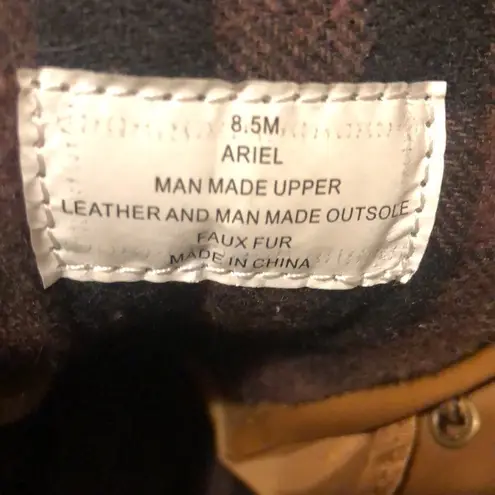 8.5M
ARIEL
MAN MADE UPPER
LEATHER AND MAN MADE OUTSOLE
FAUX FUR
MADE IN CHINA